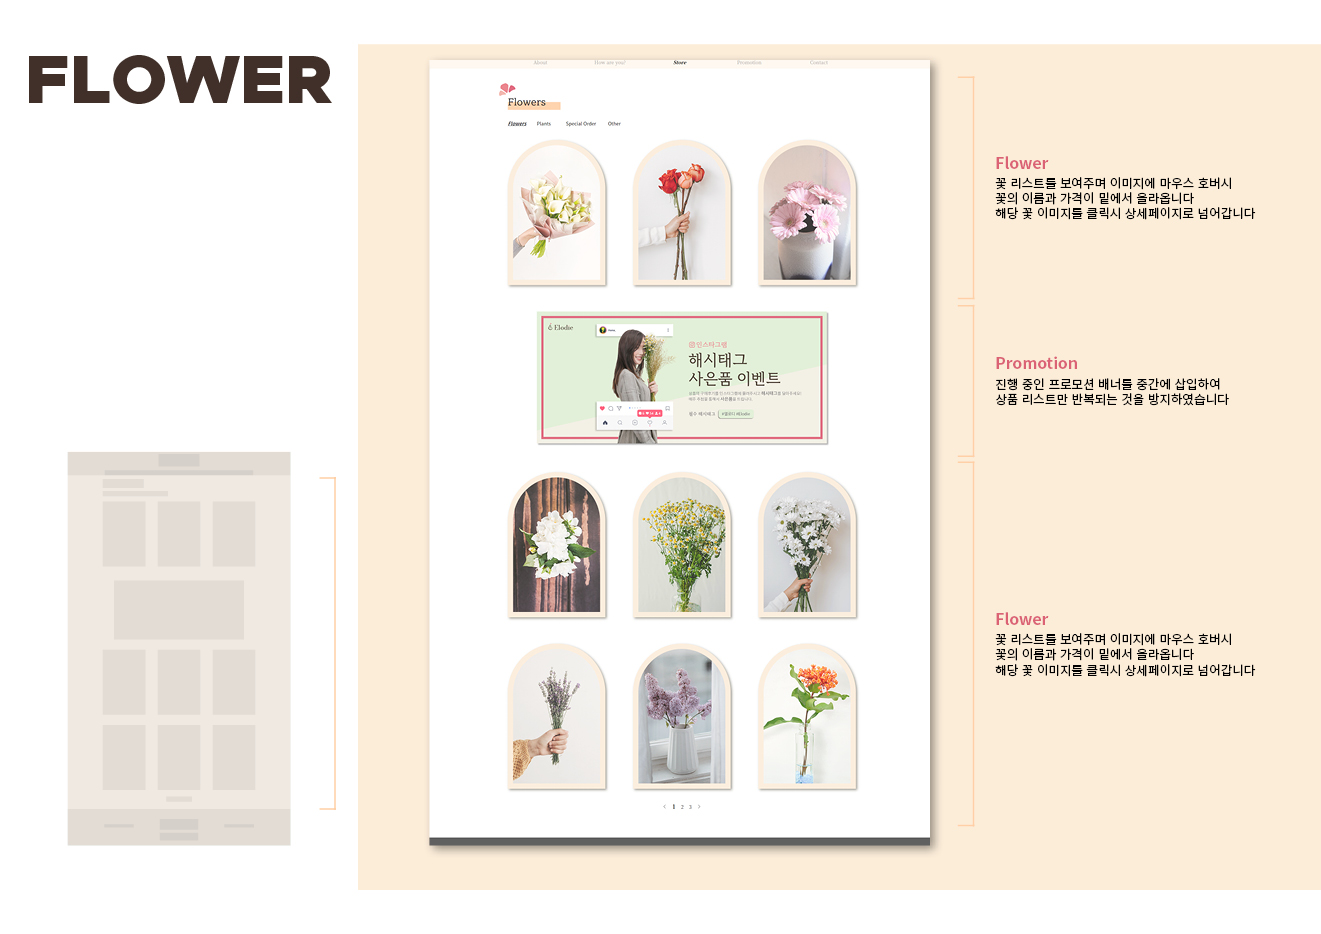 FLOWER
About How are you? Store Promotion Contact
Flowers
Flowers Plants Special Order Other
Elodie
인스타그램
해시태그
사은품 이벤트
필수 해시태그
1 2 3
Flower
꽃 리스트를 보여주며 이미지에 마우스 호버시
꽃의 이름과 가격이 밑에서 올라옵니다
해당 꽃 이미지를 클릭시 상세페이지로 넘어갑니다
Promotion
진행 중인 프로모션 배너를 중간에 삽입하여
상품 리스트만 반복되는 것을 방지하였습니다
Flower
꽃 리스트를 보여주며 이미지에 마우스 호버시
꽃의 이름과 가격이 밑에서 올라옵니다
해당 꽃 이미지를 클릭시 상세페이지로 넘어갑니다